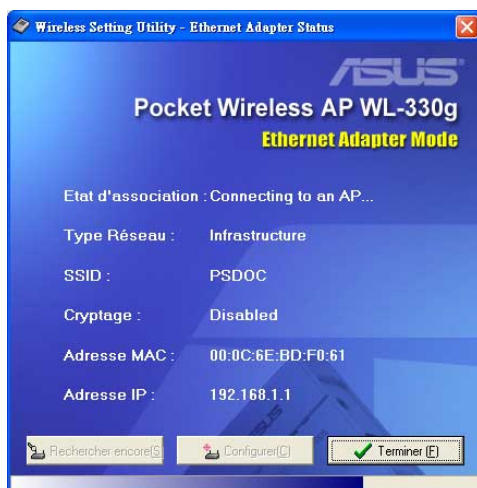 Wireless Setting Utility - Ethernet Adapter Status
ASUS
Pocket Wireless AP WL-330g
Ethernet Adapter Mode
Etat d'association : Connecting to an AP...
Type Réseau : Infrastructure
SSID : PSDOC
Cryptage : Disabled
Adresse MAC : 00:0C:6E:BD:F0:61
Adresse IP : 192.168.1.1
Rechercher encore(S) Configurer(C) Terminer (F)